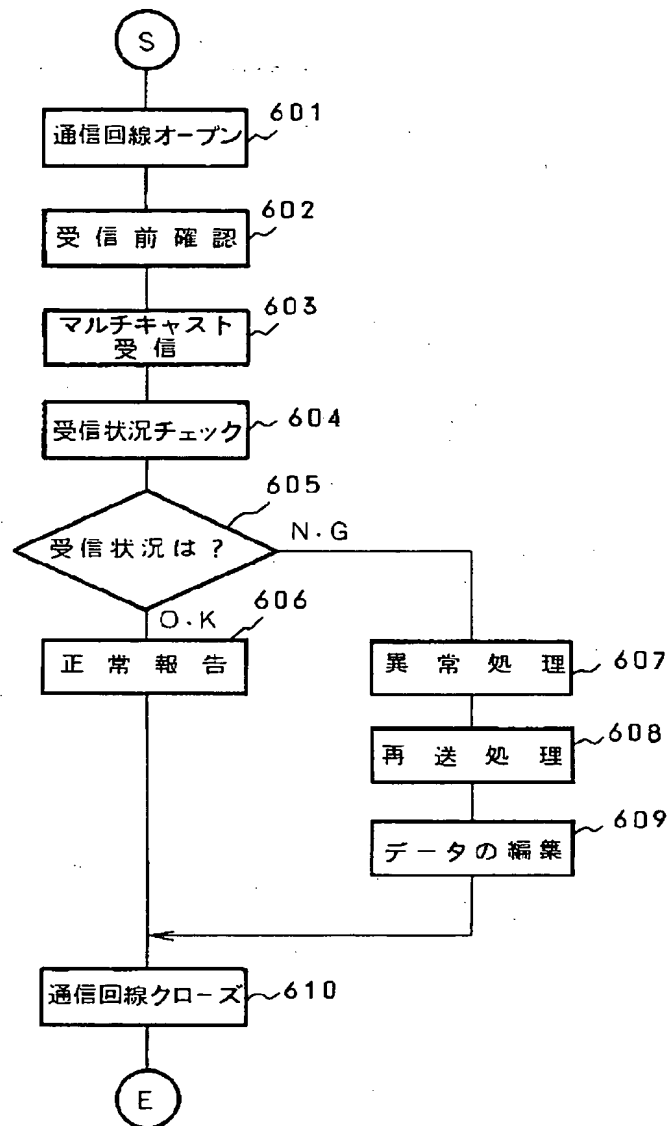 S
通信回線オープン
601
受信前確認
602
マルチキャスト
受信
603
受信状況チェック
604
受信状況は？
605
N.G
O.K
正常報告
606
異常処理
607
再送処理
608
データの編集
609
通信回線クローズ
610
E